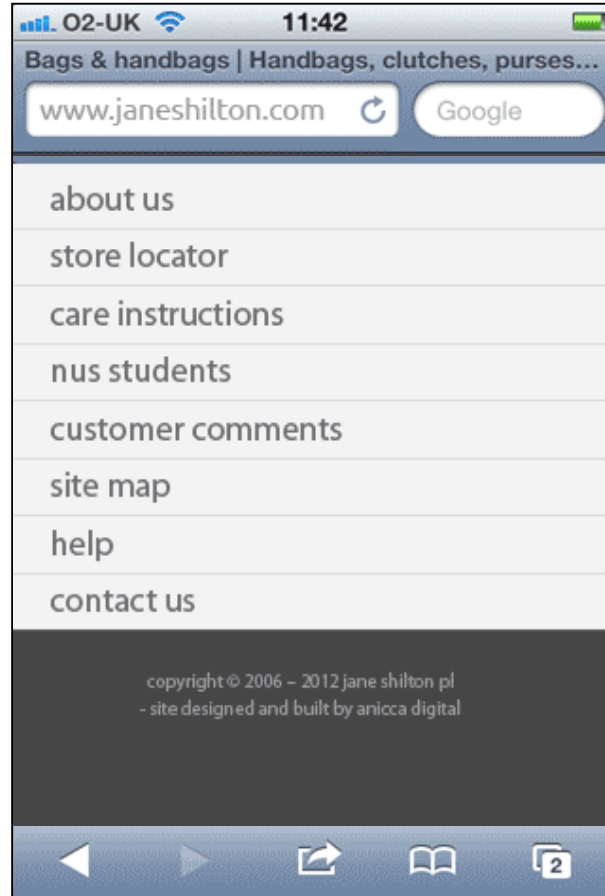 O2-UK 11:42
Bags & handbags | Handbags, clutches, purses...
www.janeshilton.com Google
about us
store locator
care instructions
nus students
customer comments
site map
help
contact us
copyright © 2006 – 2012 jane shilton pl
- site designed and built by anicca digital
2